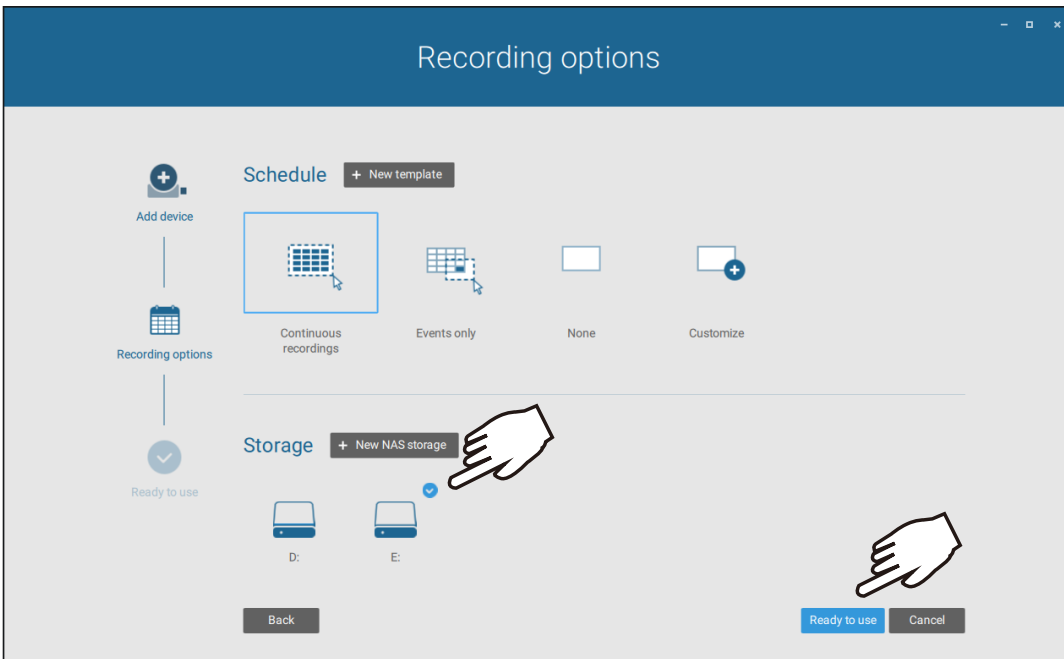 Recording options
Schedule
+ New template
Add device
Continuous
recordings
Events only
None
Customize
Recording options
Storage
+ New NAS storage
Ready to use
D:
E:
Back
Ready to use
Cancel